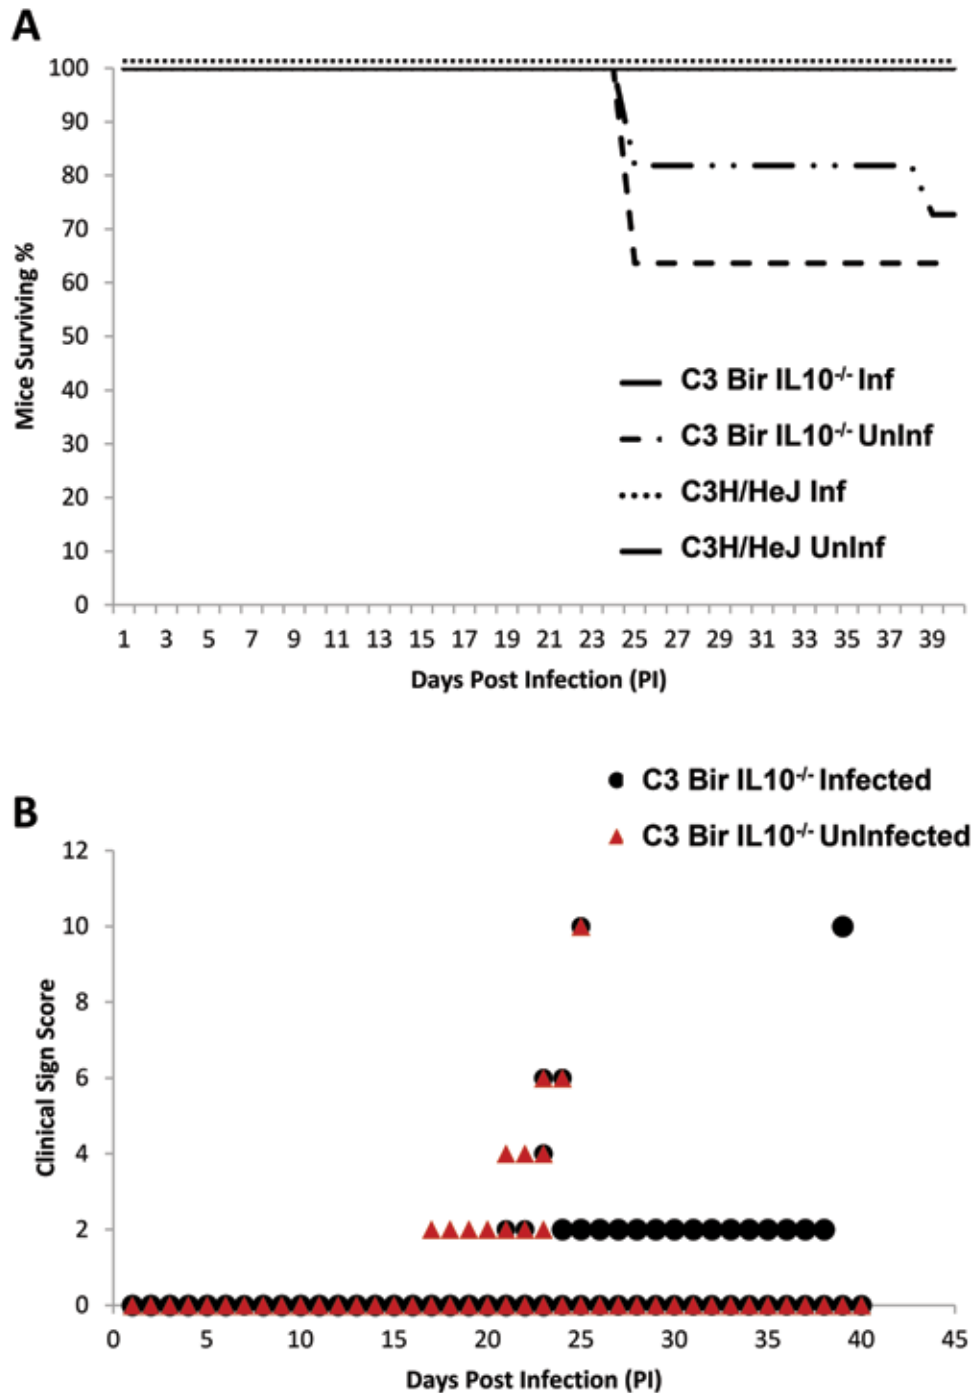 A
100
90
80
70
60
50
40
30
20
10
0
Mice Surviving %
C3 Bir IL10-/- Inf
C3 Bir IL10-/- UnInf
C3H/HeJ Inf
C3H/HeJ UnInf
1 3 5 7 9 11 13 15 17 19 21 25 27 29 31 33 35 39
Days Post Infection (PI)
C3 Bir IL10-/- Infected
C3 Bir IL10-/- UnInfected
B
12
10
8
6
4
2
0
Clinical Sign Score
0 5 10 15 20 25 30 35 40 45
Days Post Infection (PI)